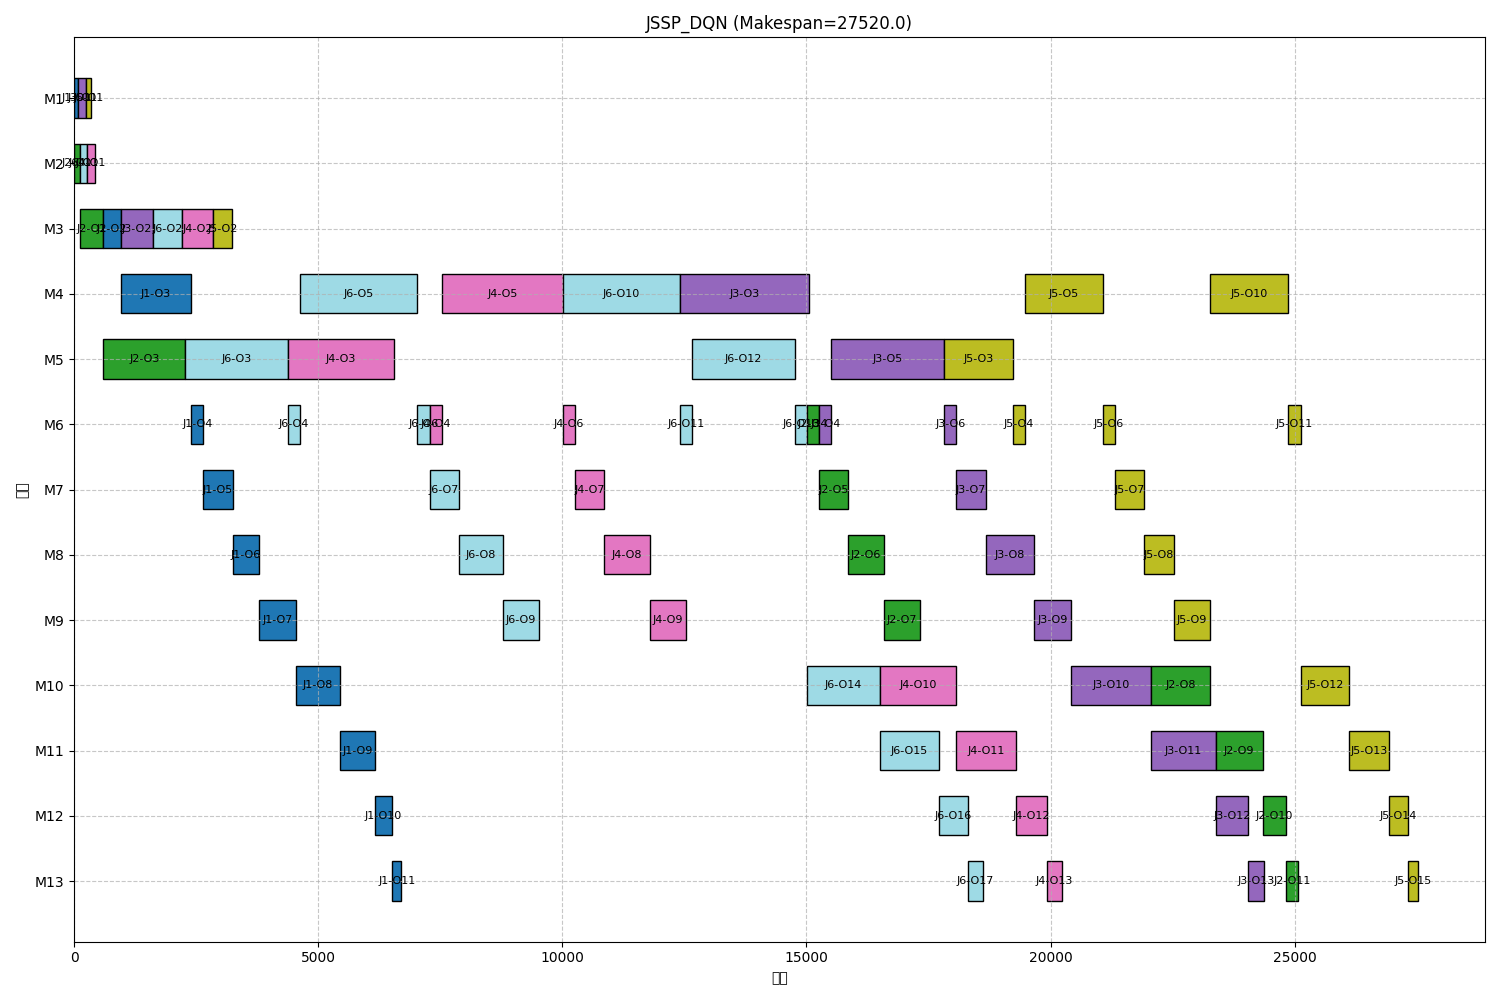 JSSP_DQN (Makespan=27520.0)
M1
M2
M3 J2-O2 J1-O2 J3-O2 J6-O2 J4-O2 J5-O2
M4 J1-O3 J6-O5 J4-O5 J6-O10 J3-O3 J5-O5 J5-O10
M5 J2-O3 J6-O3 J4-O3 J6-O12 J3-O5 J5-O3
M6 J1-O4 J6-O4 J6-O6 J4-O4 J4-O6 J6-O11 J6-O13 J2-O4 J3-O4 J3-O6 J5-O4 J5-O6 J5-O11
M7 J1-O5 J6-O7 J4-O7 J2-O5 J3-O7 J5-O7
M8 J1-O6 J6-O8 J4-O8 J2-O6 J3-O8 J5-O8
M9 J1-O7 J6-O9 J4-O9 J2-O7 J3-O9 J5-O9
M10 J1-O8 J6-O14 J4-O10 J3-O10 J2-O8 J5-O12
M11 J1-O9 J6-O15 J4-O11 J3-O11 J2-O9 J5-O13
M12 J1-O10 J6-O16 J4-O12 J3-O12 J2-O10 J5-O14
M13 J1-O11 J6-O17 J4-O13 J3-O13 J2-O11 J5-O15
0 5000 10000 15000 20000 25000